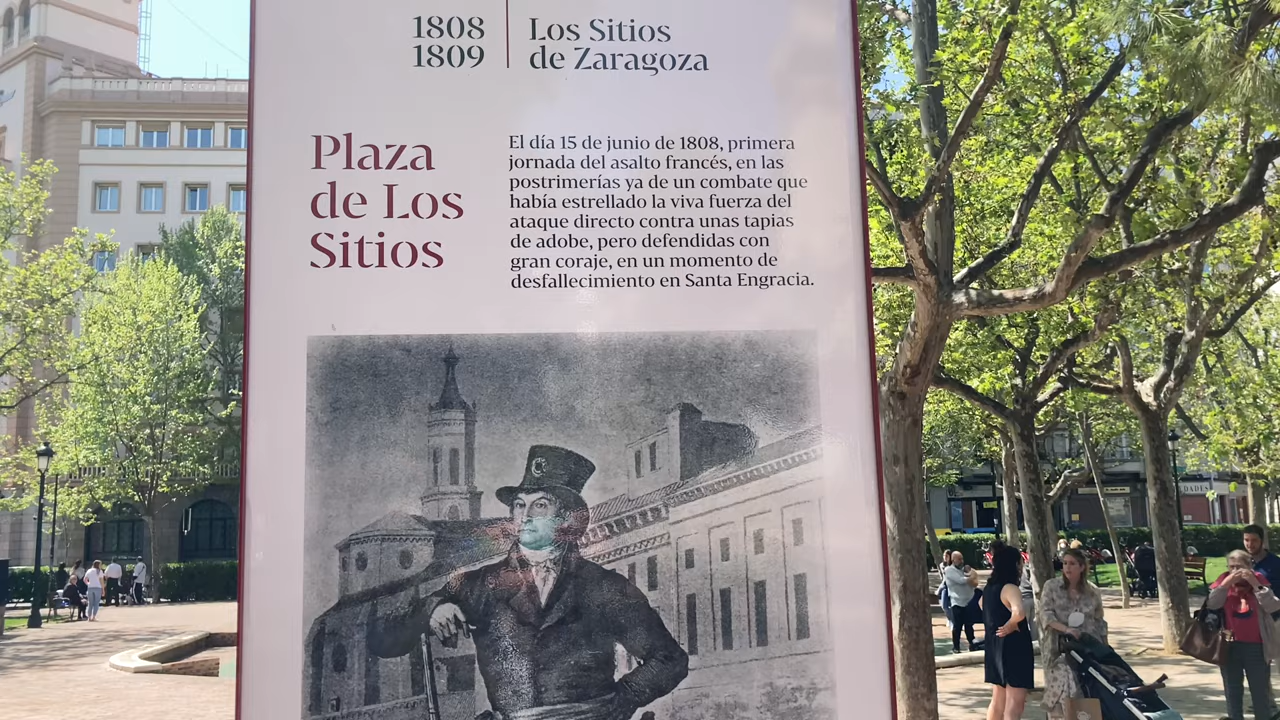 1808
1809
Los Sitios
de Zaragoza
Plaza
de Los
Sitios
El día 15 de junio de 1808, primera
jornada del asalto francés, en las
postrimerías ya de un combate que
había estrellado la viva fuerza del
ataque directo contra unas tapias
de adobe, pero defendidas con
gran coraje, en un momento de
desfallecimiento en Santa Engracia.